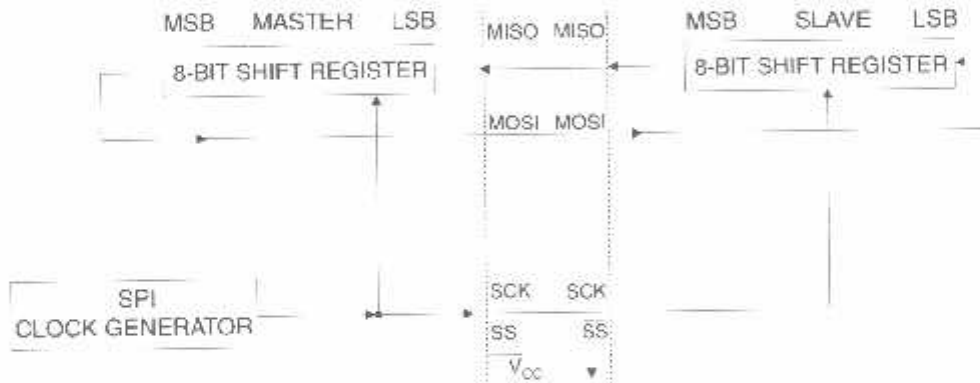 MSB MASTER LSB
8-BIT SHIFT REGISTER
MISO MISO
MSB SLAVE LSB
8-BIT SHIFT REGISTER
MOSI MOSI
SPI
CLOCK GENERATOR
SCK SCK
SS SS
VCC